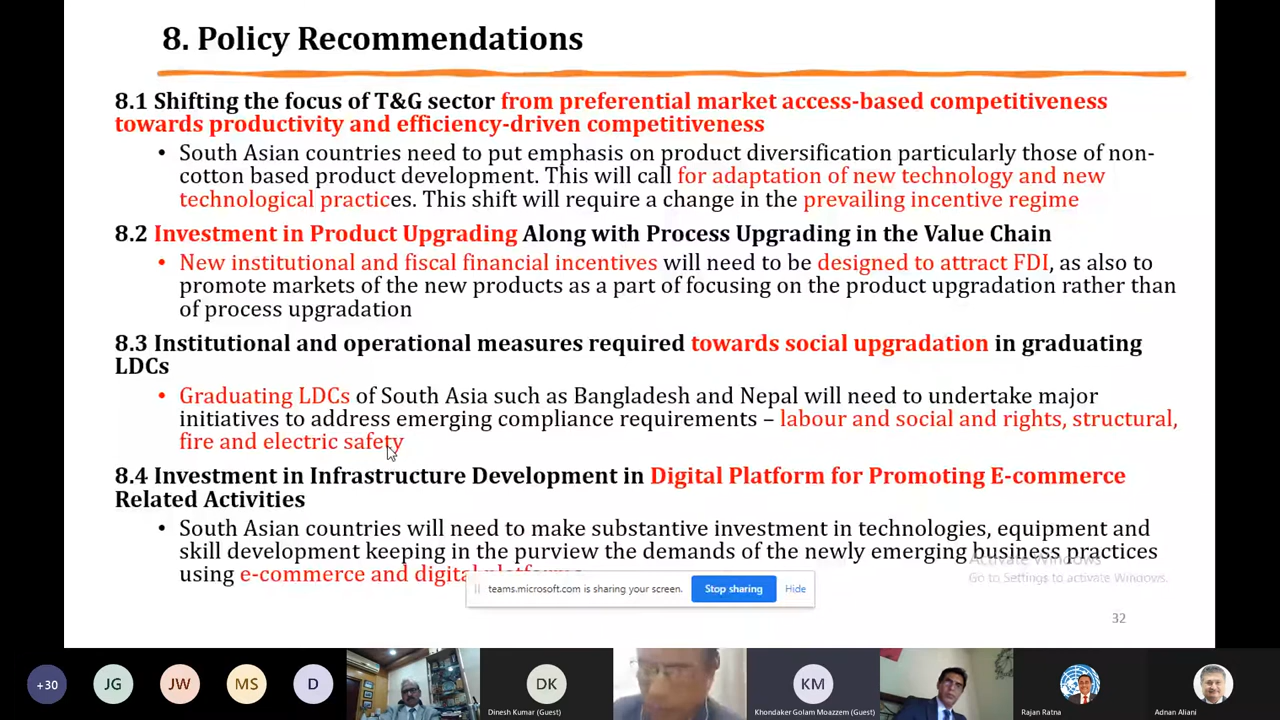 8. Policy Recommendations
8.1 Shifting the focus of T&G sector from preferential market access-based competitiveness
towards productivity and efficiency-driven competitiveness
• South Asian countries need to put emphasis on product diversification particularly those of non-
cotton based product development. This will call for adaptation of new technology and new
technological practices. This shift will require a change in the prevailing incentive regime
8.2 Investment in Product Upgrading Along with Process Upgrading in the Value Chain
• New institutional and fiscal financial incentives will need to be designed to attract FDI, as also to
promote markets of the new products as a part of focusing on the product upgradation rather than
of process upgradation
8.3 Institutional and operational measures required towards social upgradation in graduating
LDCs
• Graduating LDCs of South Asia such as Bangladesh and Nepal will need to undertake major
initiatives to address emerging compliance requirements – labour and social and rights, structural,
fire and electric safety
8.4 Investment in Infrastructure Development in Digital Platform for Promoting E-commerce
Related Activities
• South Asian countries will need to make substantive investment in technologies, equipment and
skill development keeping in the purview the demands of the newly emerging business practices
using e-commerce and digital
Activate Windows
Go to Settings to activate Windows.
teams.microsoft.com is sharing your screen.
Stop sharing
Hide
32
+30
JG
JW
MS
D
DK
KM
Dinesh Kumar (Guest)
Khondaker Golam Moazzem (Guest)
Rajan Ratna
Adnan Aliani